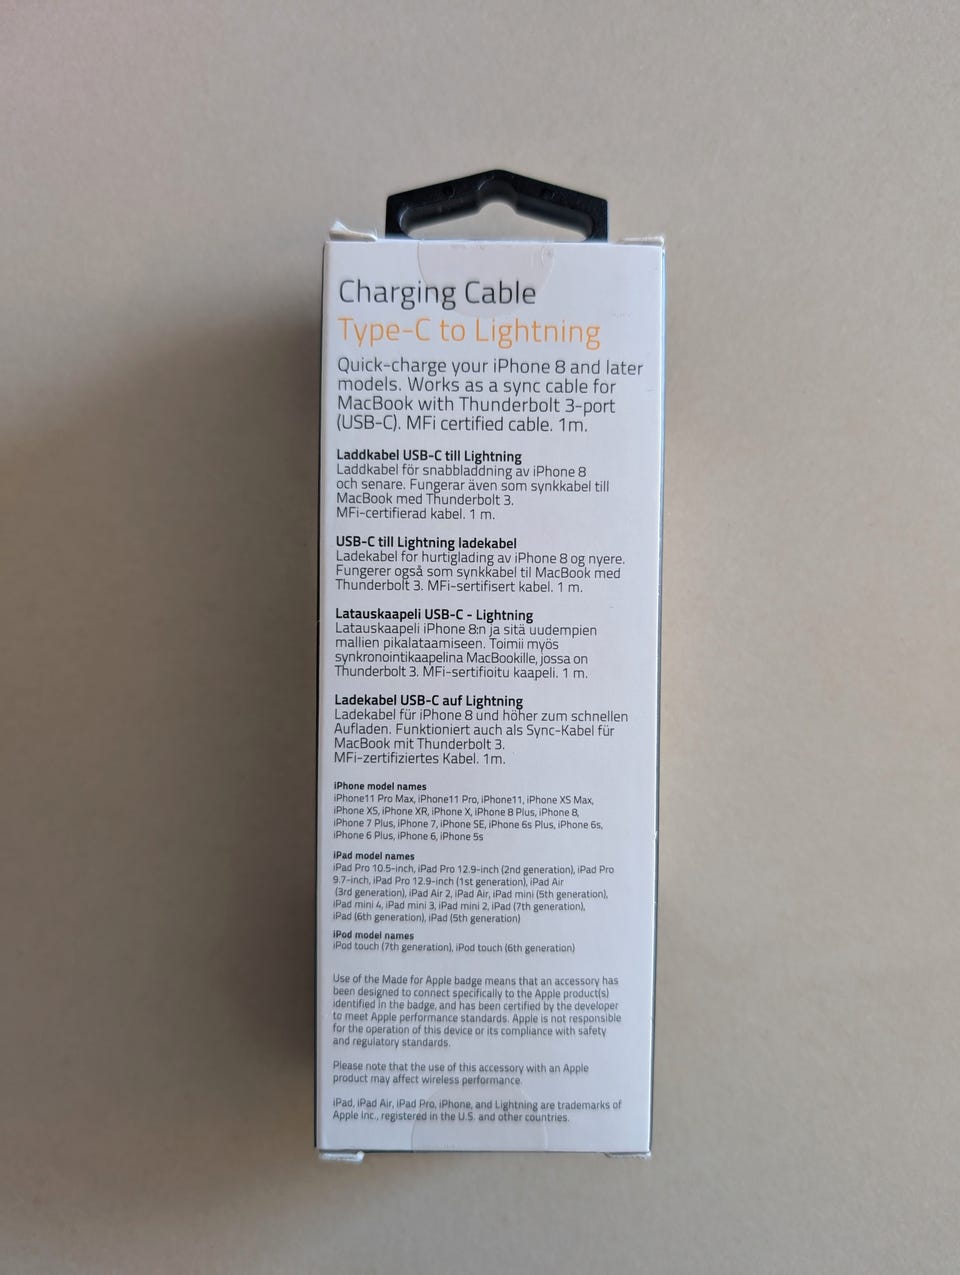 Charging Cable
Type-C to Lightning
Quick-charge your iPhone 8 and later
models. Works as a sync cable for
MacBook with Thunderbolt 3-port
(USB-C). MFi certified cable. 1m.
Laddkabel USB-C till Lightning
Laddkabel för snabbladdning av iPhone 8
och senare. Fungerar även som synkkabel till
MacBook med Thunderbolt 3.
MFi-certifierad kabel. 1 m.
USB-C till Lightning ladekabel
Ladekabel for hurtiglading av iPhone 8 og nyere.
Fungerer også som synkkabel til MacBook med
Thunderbolt 3. MFi-sertifisert kabel. 1 m.
Latauskaapeli USB-C - Lightning
Latauskaapeli iPhone 8:n ja sitä uudempien
mallien pikalataamiseen. Toimii myös
synkronointikaapelina MacBookille, jossa on
Thunderbolt 3. MFi-sertifioitu kaapeli. 1 m.
Ladekabel USB-C auf Lightning
Ladekabel für iPhone 8 und höher zum schnellen
Aufladen. Funktioniert auch als Sync-Kabel für
MacBook mit Thunderbolt 3.
MFi-zertifiziertes Kabel. 1m.
iPhone model names
iPhone11 Pro Max, iPhone11 Pro, iPhone11, iPhone XS Max,
iPhone XS, iPhone XR, iPhone X, iPhone 8 Plus, iPhone 8,
iPhone 7 Plus, iPhone 7, iPhone SE, iPhone 6s Plus, iPhone 6s,
iPhone 6 Plus, iPhone 6, iPhone 5s
iPad model names
iPad Pro 10.5-inch, iPad Pro 12.9-inch (2nd generation), iPad Pro
9.7-inch, iPad Pro 12.9-inch (1st generation), iPad Air
(3rd generation), iPad Air 2, iPad Air, iPad mini (5th generation),
iPad mini 4, iPad mini 3, iPad mini 2, iPad (7th generation),
iPad (6th generation), iPad (5th generation)
iPod model names
iPod touch (7th generation), iPod touch (6th generation)
Use of the Made for Apple badge means that an accessory has
been designed to connect specifically to the Apple product(s)
identified in the badge, and has been certified by the developer
to meet Apple performance standards. Apple is not responsible
for the operation of this device or its compliance with safety
and regulatory standards.
Please note that the use of this accessory with an Apple
product may affect wireless performance.
iPad, iPad Air, iPad Pro, iPhone, and Lightning are trademarks of
Apple Inc., registered in the U.S. and other countries.